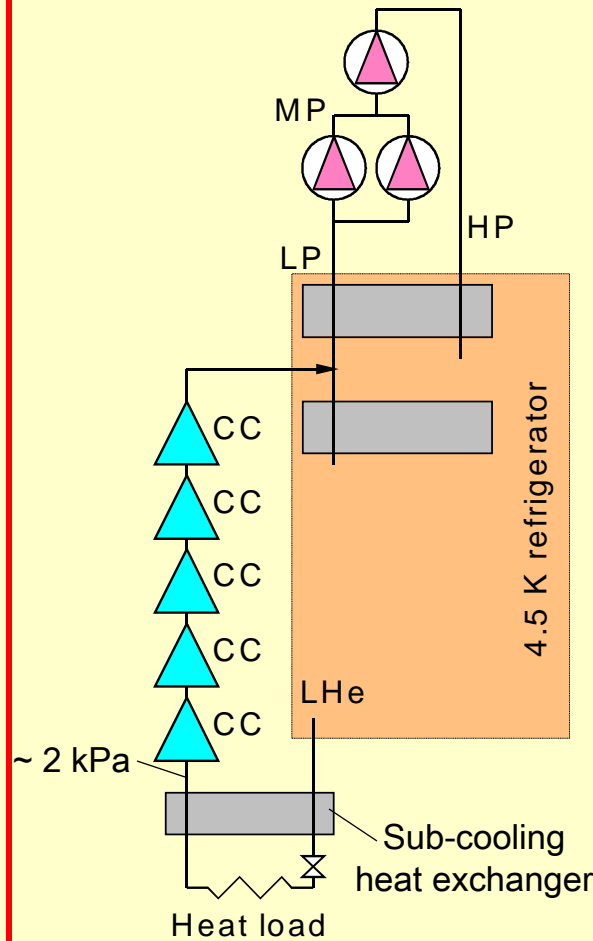 MP
HP
LP
CC
CC
CC
CC
CC
4.5 K refrigerator
LHe
~ 2 kPa
Sub-cooling
heat exchanger
Heat load